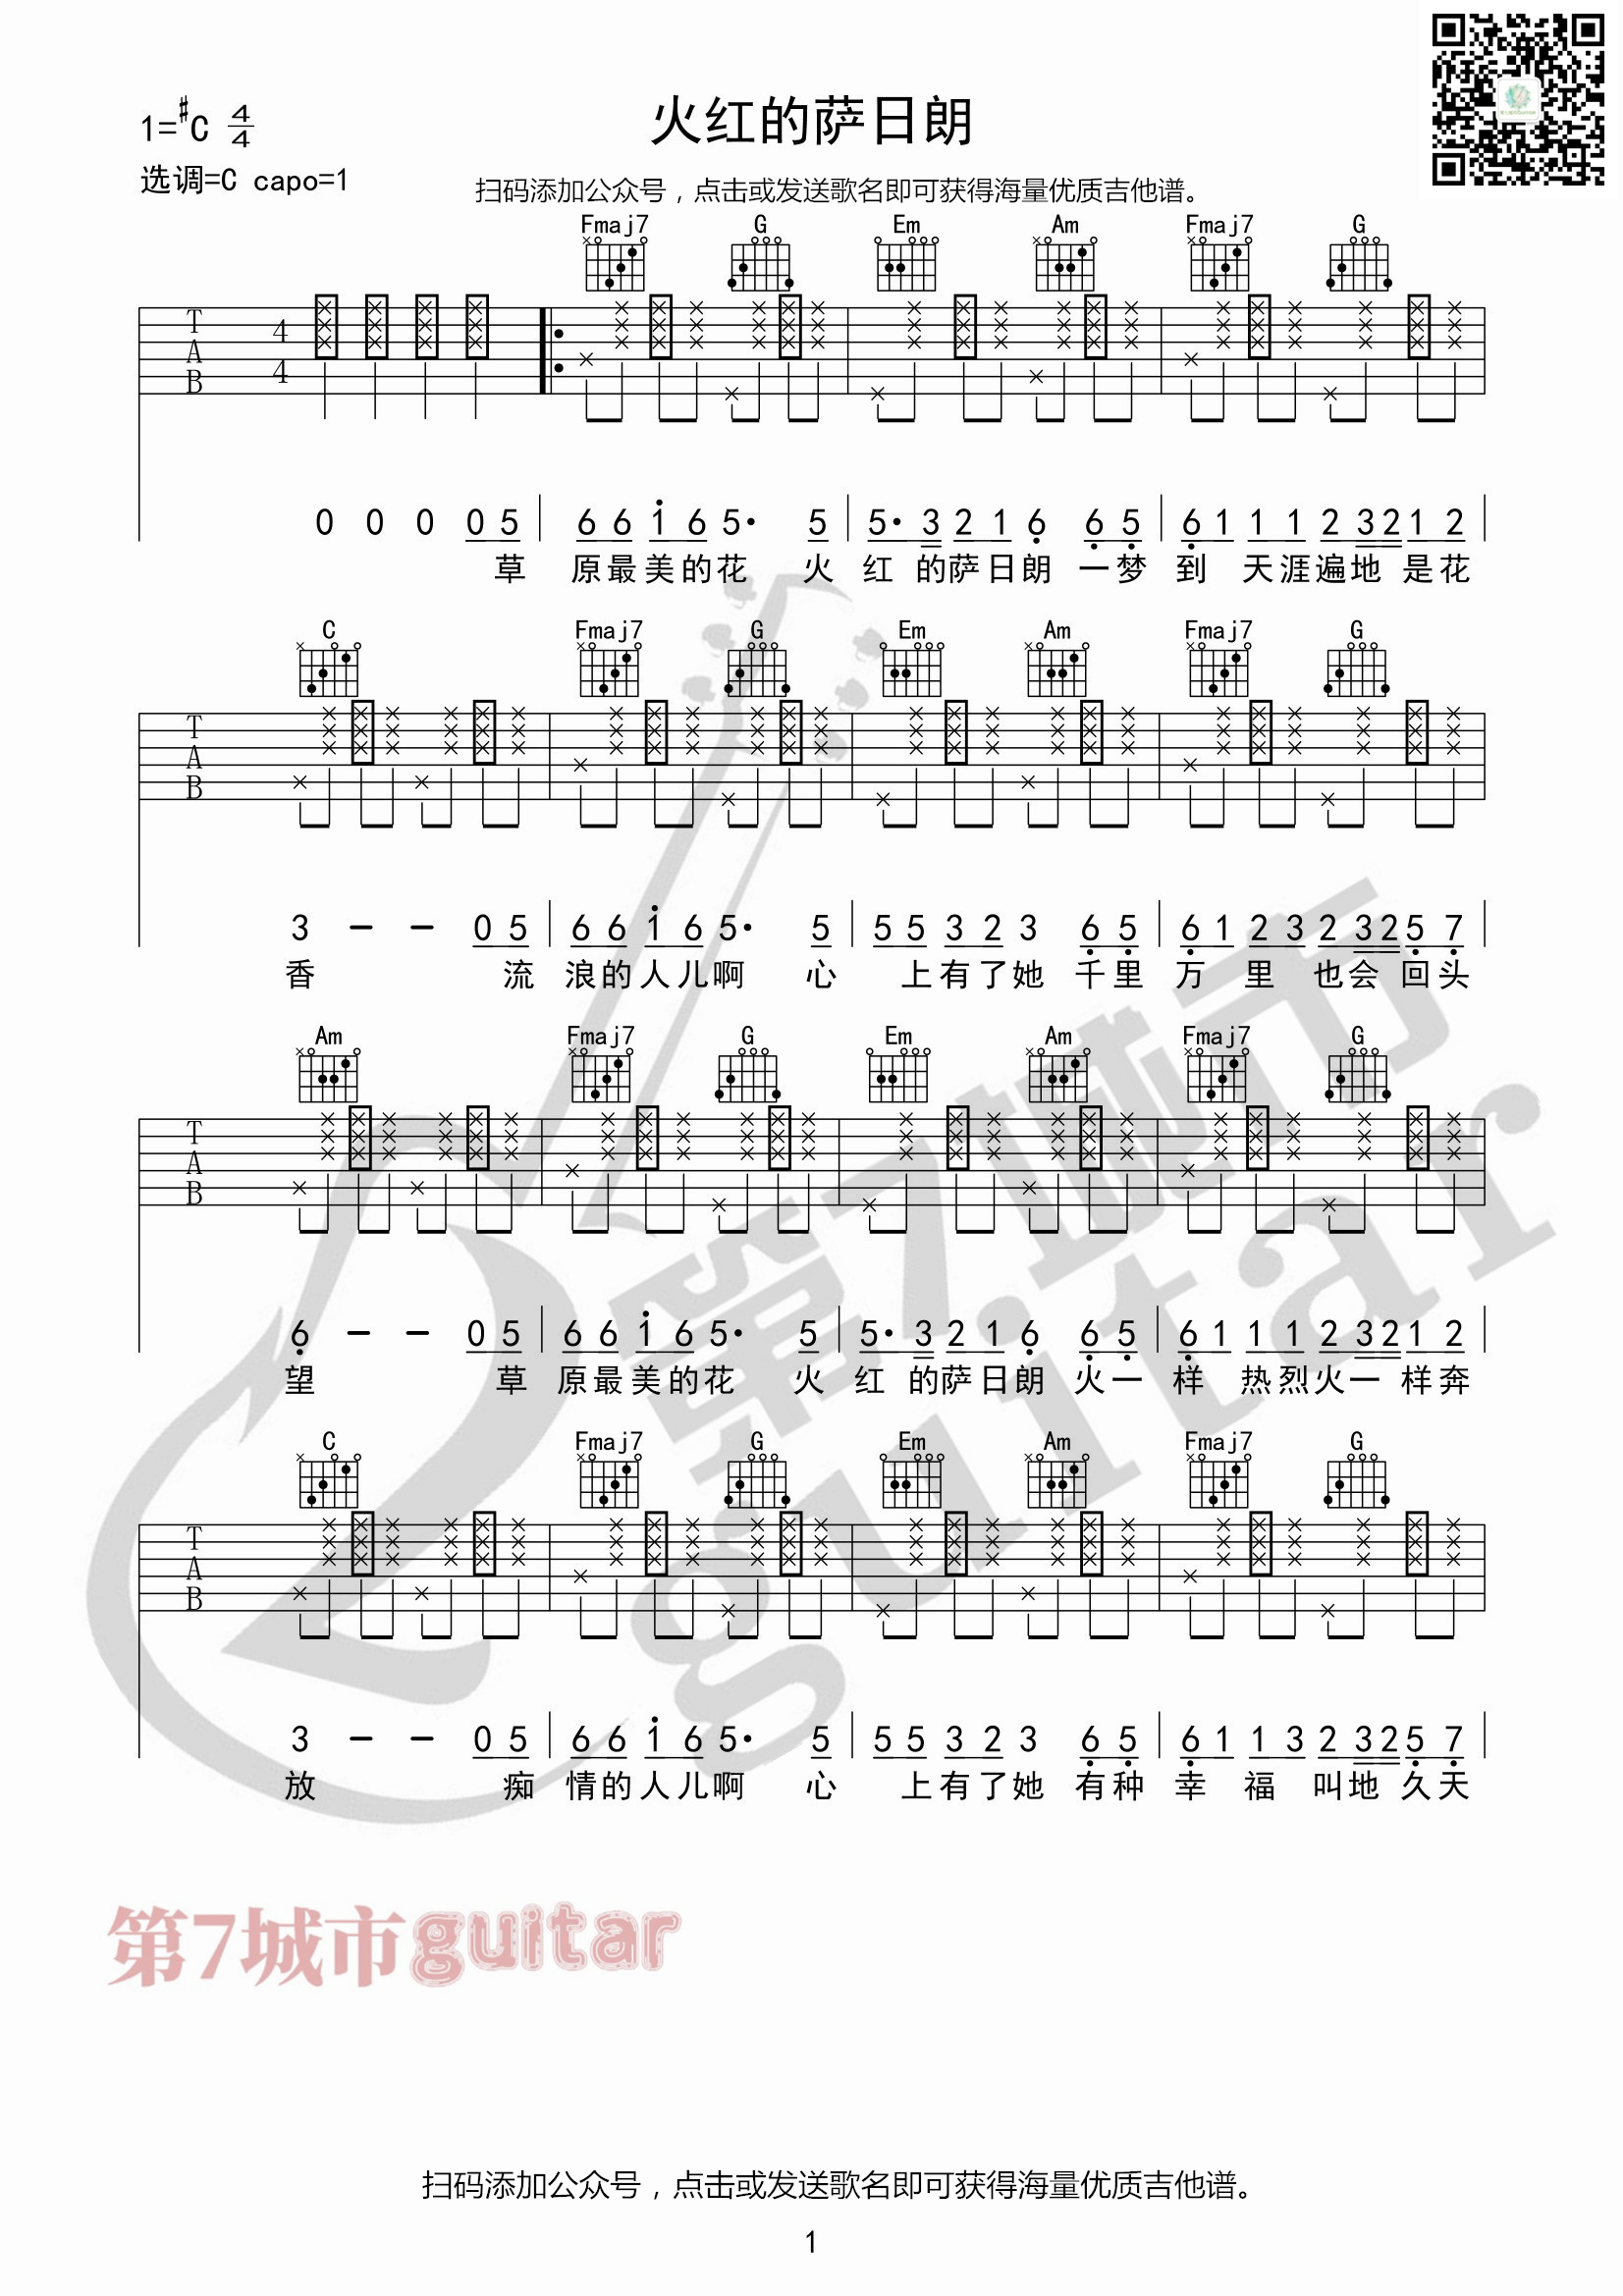 火红的萨日朗
1=#C 4/4
选调=C capo=1
扫码添加公众号，点击或发送歌名即可获得海量优质吉他谱。
Fmaj7 G Em Am Fmaj7 G
T A B 4 4
0 0 0 0 5 6 6 1 6 5· 5 5· 3 2 1 6 6 5 6 1 1 1 2 3 2 1 2
草 原最美的花 火 红 的萨日朗 一梦 到 天涯遍地 是花
C Fmaj7 G Em Am Fmaj7 G
T A B
3 － － 0 5 6 6 1 6 5· 5 5 5 3 2 3 6 5 6 1 2 3 2 3 2 5 7
香 流 浪的人儿啊 心 上有了她 千里 万 里 也会 回头
Am Fmaj7 G Em Am Fmaj7 G
T A B
6 － － 0 5 6 6 1 6 5· 5 5· 3 2 1 6 6 5 6 1 1 1 2 3 2 1 2
望 草 原最美的花 火 红 的萨日朗 火一 样 热烈火一 样奔
C Fmaj7 G Em Am Fmaj7 G
T A B
3 － － 0 5 6 6 1 6 5· 5 5 5 3 2 3 6 5 6 1 1 3 2 3 2 5 7
放 痴 情的人儿啊 心 上有了她 有种 幸 福 叫地 久天
第7城市
guitar
第7城市guitar
扫码添加公众号，点击或发送歌名即可获得海量优质吉他谱。
1